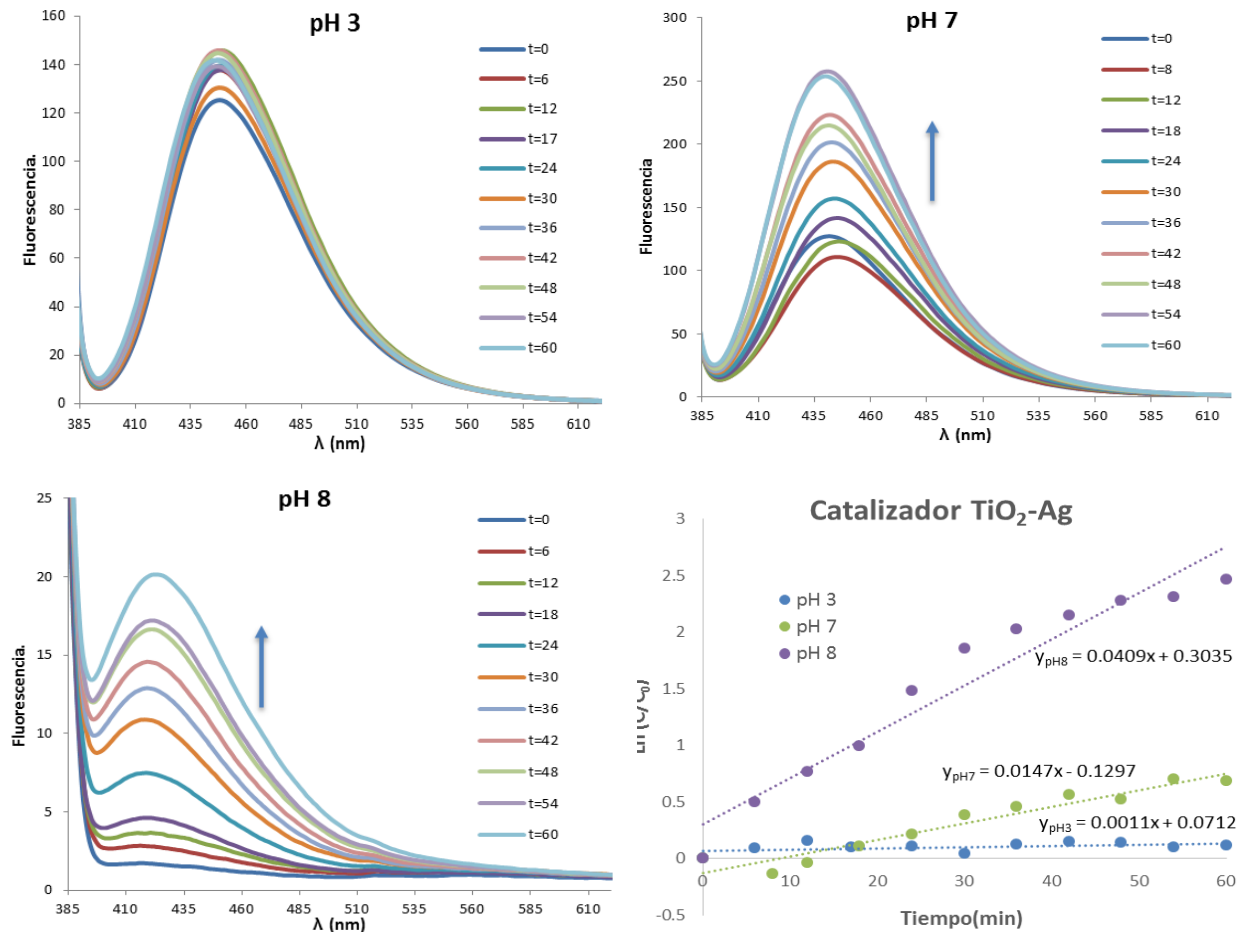 pH 3
160
140
120
100
80
60
40
20
0
Fluorescencia.
385 410 435 460 485 510 535 560 585 610
λ (nm)
t=0
t=6
t=12
t=17
t=24
t=30
t=36
t=42
t=48
t=54
t=60
pH 7
300
250
200
150
100
50
0
Fluorescencia
385 410 435 460 485 510 535 560 585 610
λ (nm)
t=0
t=8
t=12
t=18
t=24
t=30
t=36
t=42
t=48
t=54
t=60
pH 8
25
20
15
10
5
0
Fluorescencia.
385 410 435 460 485 510 535 560 585 610
λ (nm)
t=0
t=6
t=12
t=18
t=24
t=30
t=36
t=42
t=48
t=54
t=60
Catalizador TiO₂-Ag
3
2.5
2
1.5
1
0.5
0
-0.5
pH 3
pH 7
pH 8
y_pH8 = 0.0409x + 0.3035
y_pH7 = 0.0147x - 0.1297
y_pH3 = 0.0011x + 0.0712
0 10 20 30 40 50 60
Tiempo(min)